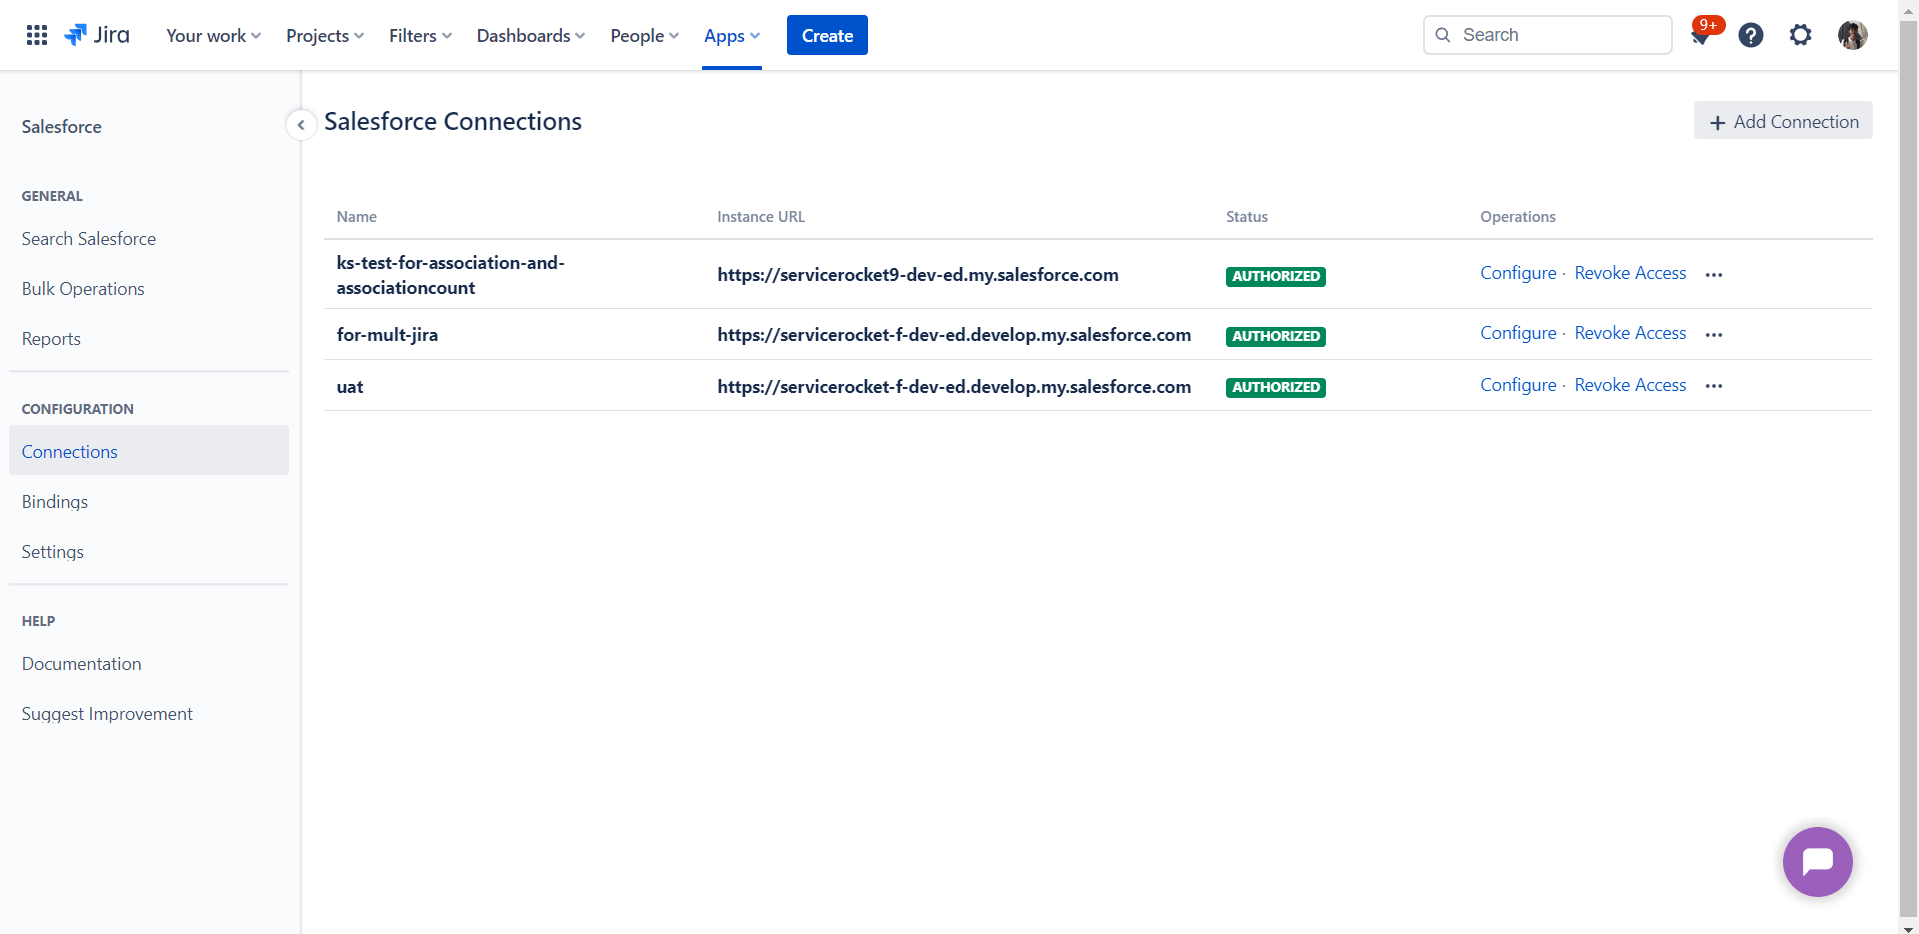 Jira Your work Projects Filters Dashboards People Apps Create Search 9+
Salesforce
GENERAL
Search Salesforce
Bulk Operations
Reports
CONFIGURATION
Connections
Bindings
Settings
HELP
Documentation
Suggest Improvement
Salesforce Connections
+ Add Connection
Name Instance URL Status Operations
ks-test-for-association-and-
associationcount https://servicerocket9-dev-ed.my.salesforce.com AUTHORIZED Configure · Revoke Access ···
for-mult-jira https://servicerocket-f-dev-ed.develop.my.salesforce.com AUTHORIZED Configure · Revoke Access ···
uat https://servicerocket-f-dev-ed.develop.my.salesforce.com AUTHORIZED Configure · Revoke Access ···